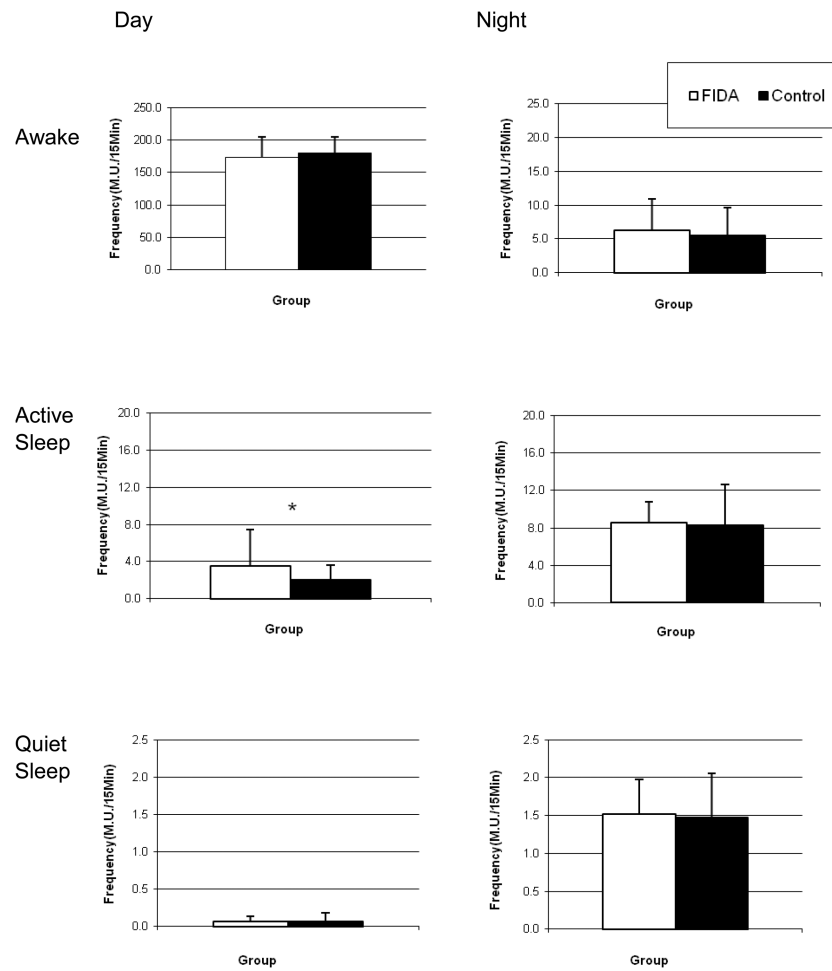 Day
Night
FIDA Control
Awake
Frequency(M.U./15Min)
250.0
200.0
150.0
100.0
50.0
0.0
Group
Frequency(M.U./15Min)
25.0
20.0
15.0
10.0
5.0
0.0
Group
Active
Sleep
Frequency(M.U./15Min)
20.0
16.0
12.0
8.0
4.0
0.0
*
Group
Frequency(M.U./15Min)
20.0
16.0
12.0
8.0
4.0
0.0
Group
Quiet
Sleep
Frequency(M.U./15Min)
2.5
2.0
1.5
1.0
0.5
0.0
Group
Frequency(M.U./15Min)
2.5
2.0
1.5
1.0
0.5
0.0
Group